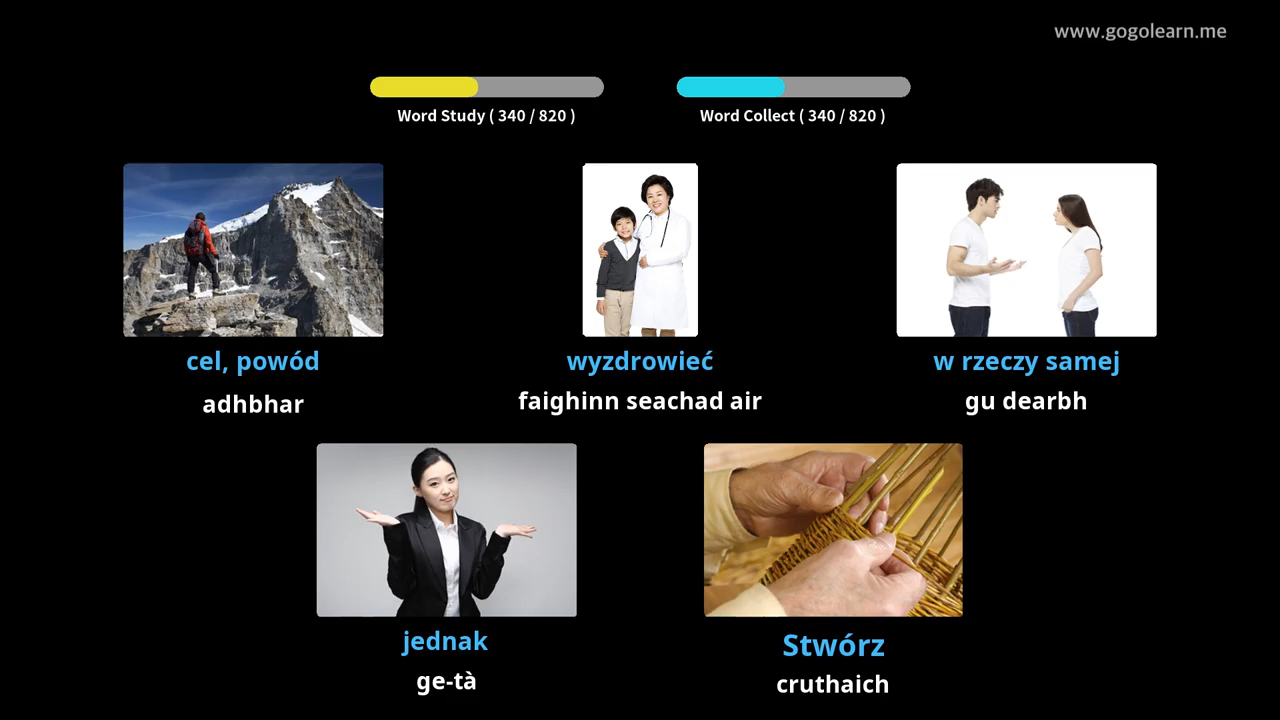 www.gogolearn.me
Word Study ( 340 / 820 )
Word Collect ( 340 / 820 )
cel, powód
adhbhar
wyzdrowieć
faighinn seachad air
w rzeczy samej
gu dearbh
jednak
ge-tà
Stwórz
cruthaich